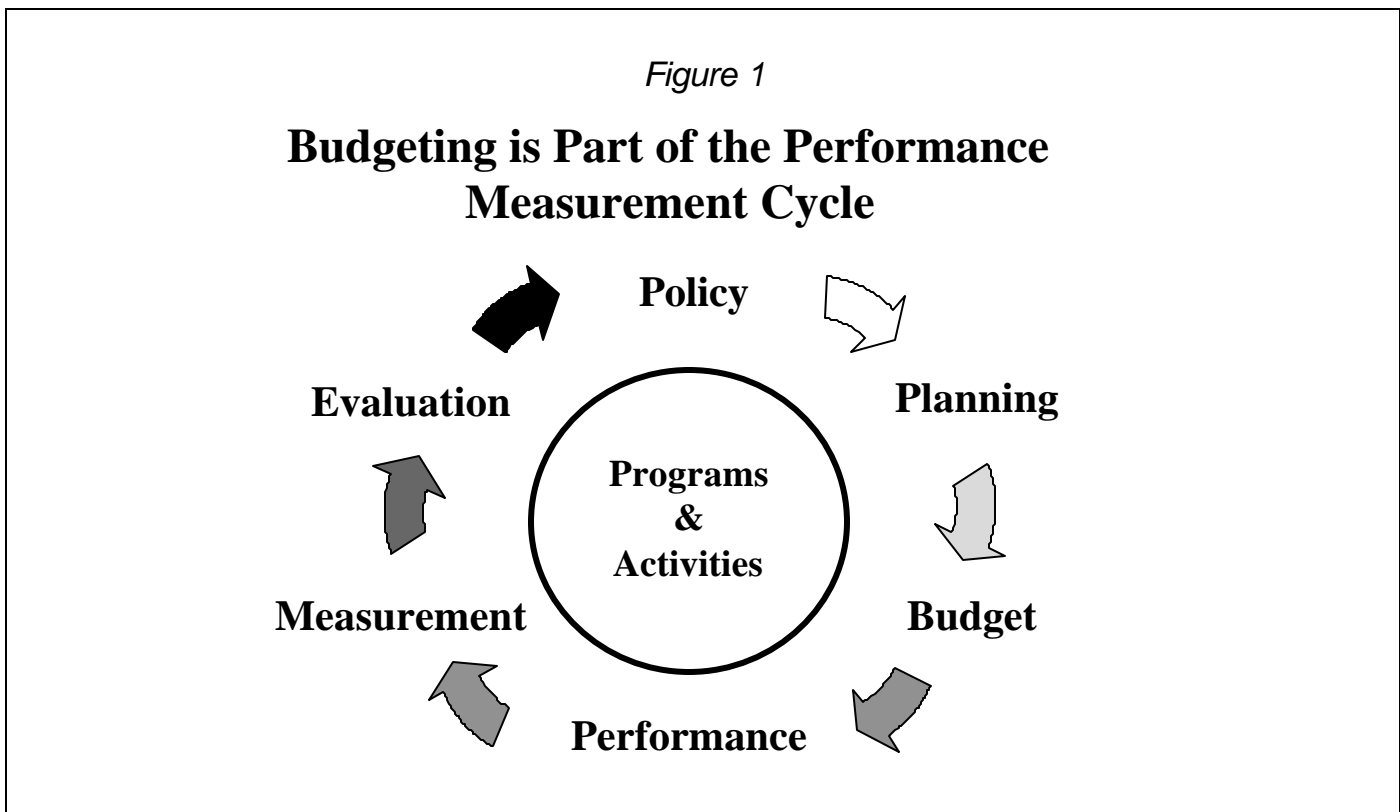 Figure 1
Budgeting is Part of the Performance
Measurement Cycle
Policy
Planning
Budget
Performance
Measurement
Evaluation
Programs
&
Activities